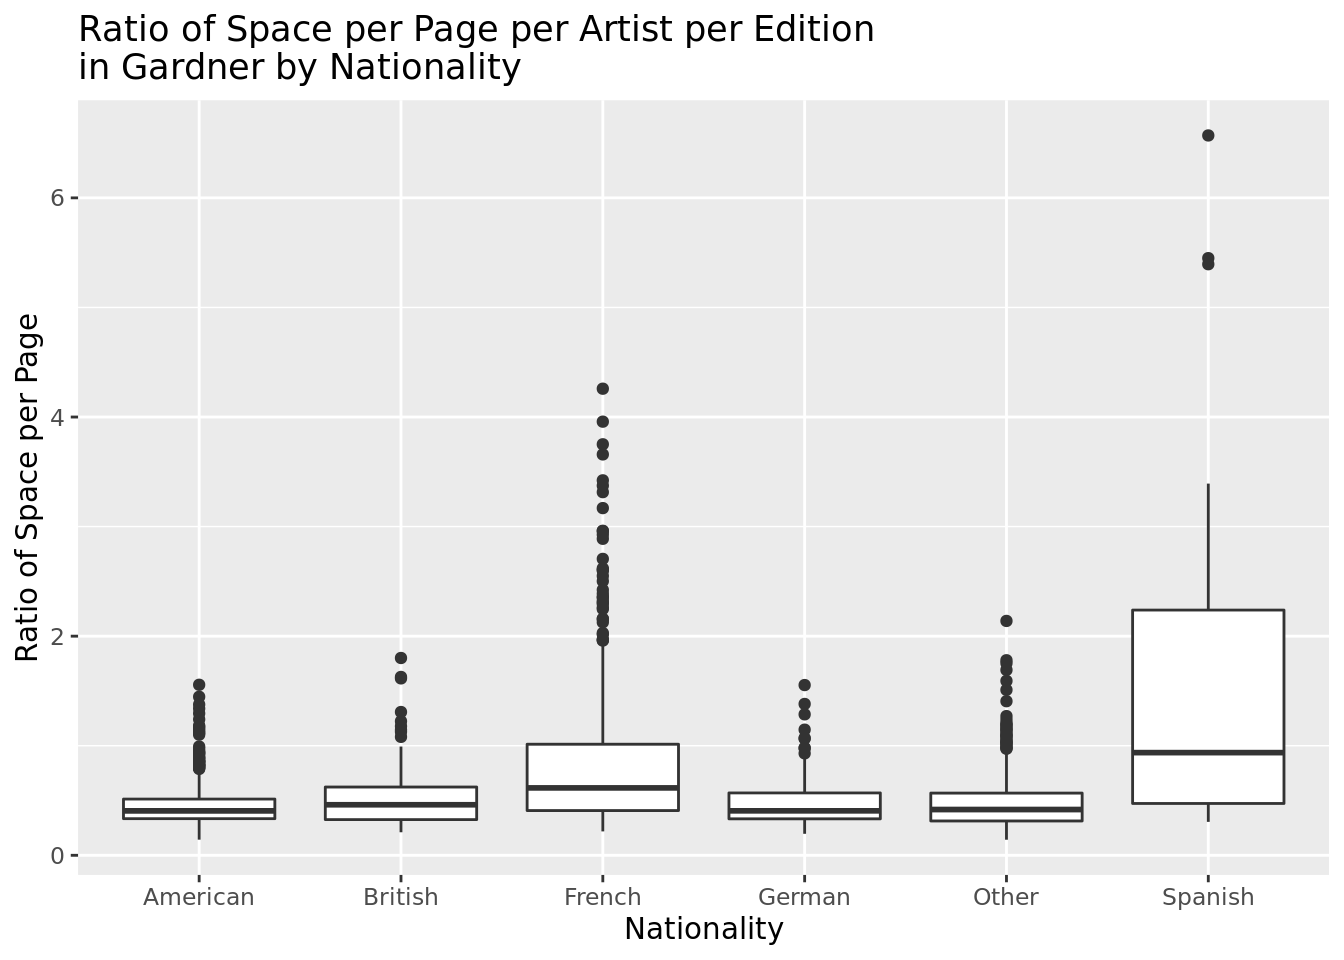 Ratio of Space per Page per Artist per Edition
in Gardner by Nationality
Ratio of Space per Page
6
4
2
0
American British French German Other Spanish
Nationality